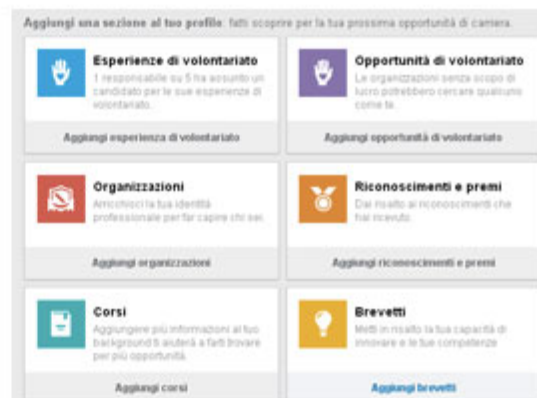 Aggiungi una sezione al tuo profilo: fatti scoprire per la tua prossima opportunità di carriera.
Esperienze di volontariato
1 responsabile su 5 ha assunto un
candidato per le sue esperienze di
volontariato.
Aggiungi esperienza di volontariato
Opportunità di volontariato
Le organizzazioni senza scopo di
lucro potrebbero cercare qualcuno
come te.
Aggiungi opportunità di volontariato
Organizzazioni
Arricchisci la tua identità
professionale per far capire chi sei.
Aggiungi organizzazioni
Riconoscimenti e premi
Dai risalto ai riconoscimenti che
hai ricevuto.
Aggiungi riconoscimenti e premi
Corsi
Aggiungere più informazioni al tuo
background ti aiuterà a farti trovare
per più opportunità.
Aggiungi corsi
Brevetti
Metti in risalto la tua capacità di
innovare e le tue competenze
Aggiungi brevetti